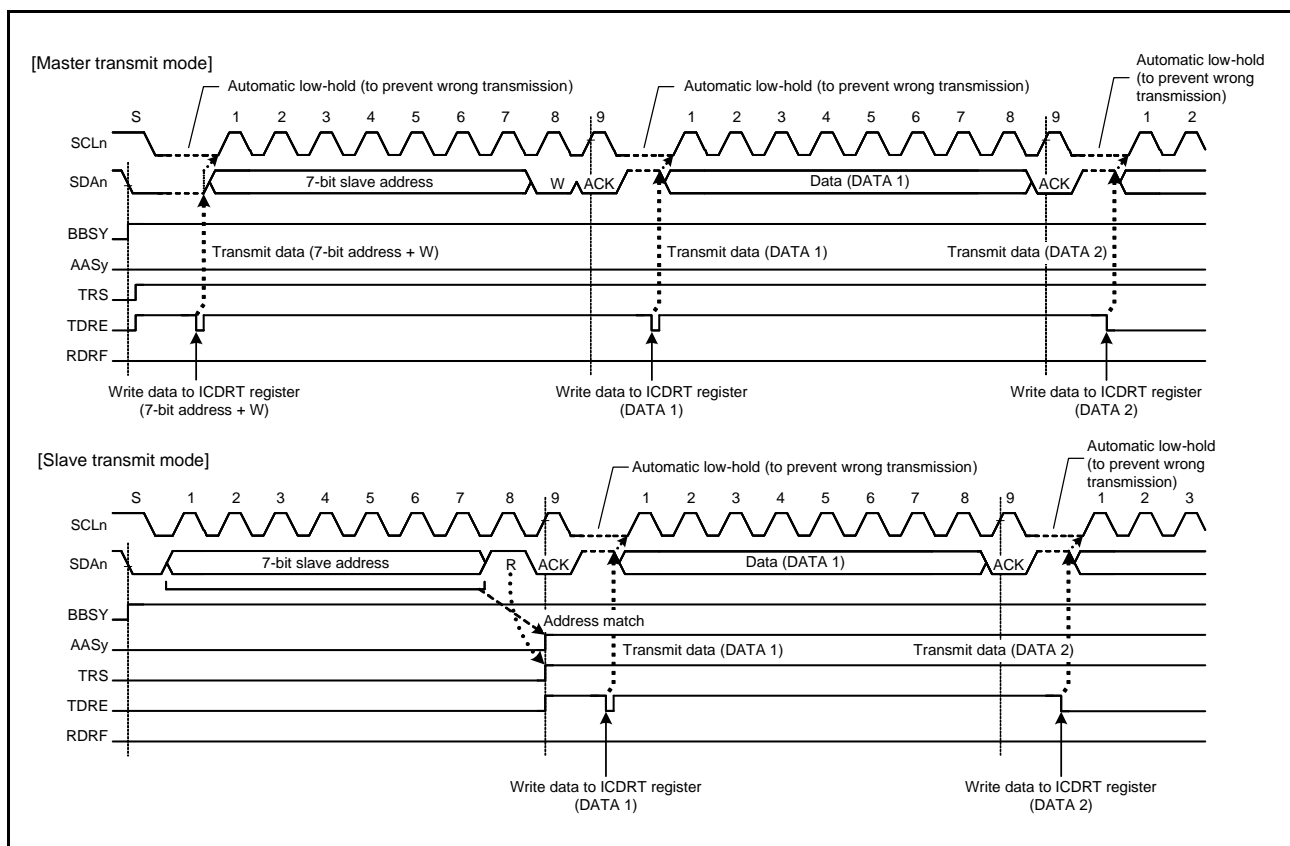 [Master transmit mode]
Automatic low-hold (to prevent wrong transmission)
Automatic low-hold (to prevent wrong transmission)
Automatic low-hold
(to prevent wrong
transmission)
S 1 2 3 4 5 6 7 8 9 1 2 3 4 5 6 7 8 9 1 2
SCLn
SDAn 7-bit slave address W ACK Data (DATA 1) ACK
BBSY
Transmit data (7-bit address + W) Transmit data (DATA 1) Transmit data (DATA 2)
AASy
TRS
TDRE
RDRF
Write data to ICDRT register
(7-bit address + W)
Write data to ICDRT register
(DATA 1)
Write data to ICDRT register
(DATA 2)
[Slave transmit mode]
Automatic low-hold (to prevent wrong transmission)
Automatic low-hold
(to prevent wrong
transmission)
S 1 2 3 4 5 6 7 8 9 1 2 3 4 5 6 7 8 9 1 2 3
SCLn
SDAn 7-bit slave address R ACK Data (DATA 1) ACK
BBSY
Address match
AASy
Transmit data (DATA 1) Transmit data (DATA 2)
TRS
TDRE
RDRF
Write data to ICDRT register
(DATA 1)
Write data to ICDRT register
(DATA 2)